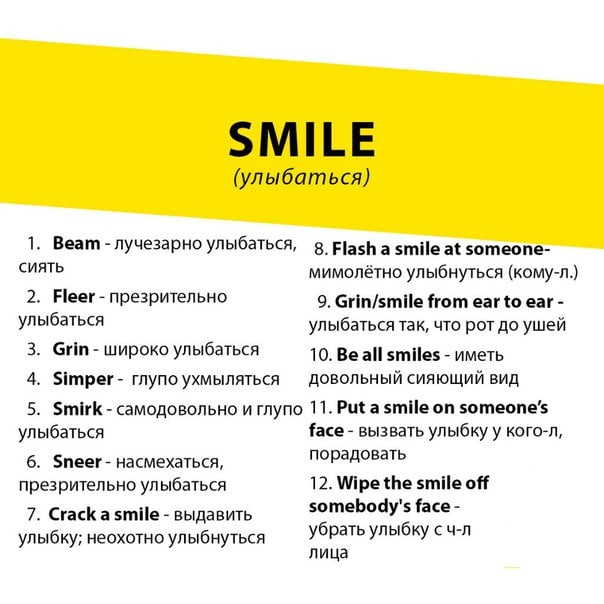 SMILE
(улыбаться)
1. Beam - лучезарно улыбаться,
сиять
2. Fleer - презрительно
улыбаться
3. Grin - широко улыбаться
4. Simper - глупо ухмыляться
5. Smirk - самодовольно и глупо
улыбаться
6. Sneer - насмехаться,
презрительно улыбаться
7. Crack a smile - выдавить
улыбку; неохотно улыбнуться
8. Flash a smile at someone-
мимолётно улыбнуться (кому-л.)
9. Grin/smile from ear to ear -
улыбаться так, что рот до ушей
10. Be all smiles - иметь
довольный сияющий вид
11. Put a smile on someone's
face - вызвать улыбку у кого-л,
порадовать
12. Wipe the smile off
somebody's face -
убрать улыбку с ч-л
лица